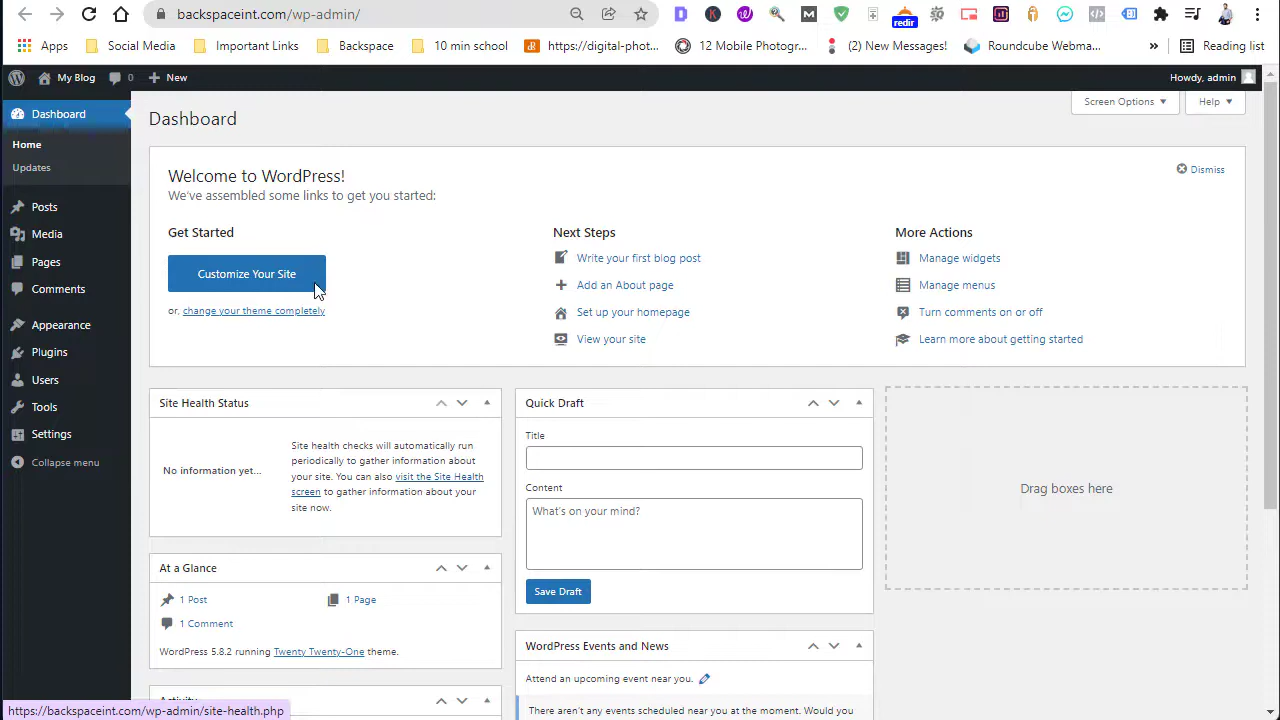 backspaceint.com/wp-admin/
redir
Apps
Social Media
Important Links
Backspace
10 min school
https://digital-phot...
12 Mobile Photogr...
(2) New Messages!
Roundcube Webma...
»
Reading list
My Blog
0
New
Howdy, admin
Dashboard
Home
Updates
Posts
Media
Pages
Comments
Appearance
Plugins
Users
Tools
Settings
Collapse menu
Screen Options
Help
Dashboard
Welcome to WordPress!
Dismiss
We've assembled some links to get you started:
Get Started
Customize Your Site
or, change your theme completely
Next Steps
Write your first blog post
Add an About page
Set up your homepage
View your site
More Actions
Manage widgets
Manage menus
Turn comments on or off
Learn more about getting started
Site Health Status
No information yet...
Site health checks will automatically run
periodically to gather information about
your site. You can also visit the Site Health
screen to gather information about your
site now.
At a Glance
1 Post
1 Page
1 Comment
WordPress 5.8.2 running Twenty Twenty-One theme.
Quick Draft
Title
Content
What's on your mind?
Save Draft
WordPress Events and News
Attend an upcoming event near you.
There aren't any events scheduled near you at the moment. Would you
Drag boxes here
https://backspaceint.com/wp-admin/site-health.php